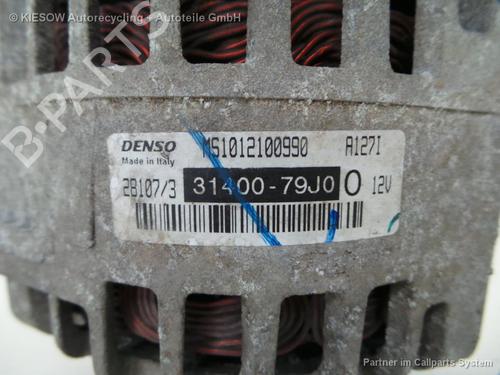 KIESOW Autorecycling + Autoteile GmbH
B-PARTS
DENSO MS1012100990 A127I
Made in Italy
2B107/3 31400-79J0 0 12V
Partner im Callparts System